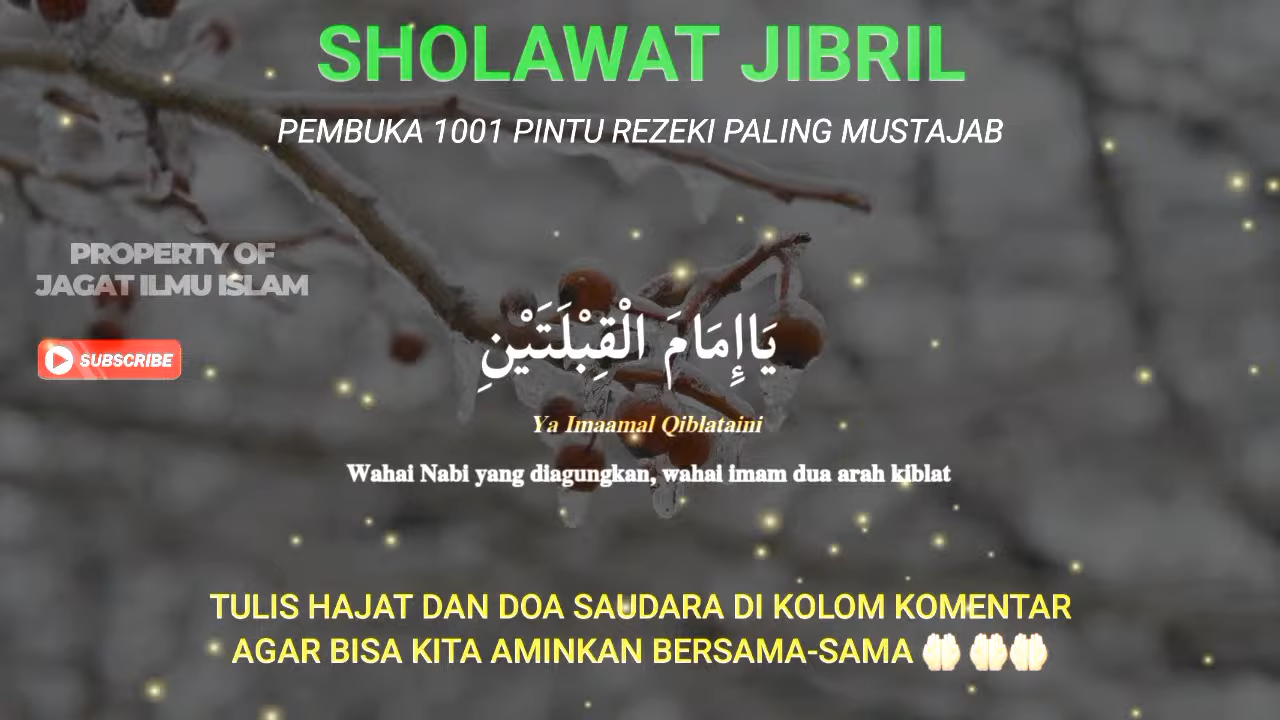 SHOLAWAT JIBRIL
PEMBUKA 1001 PINTU REZEKI PALING MUSTAJAB
PROPERTY OF
JAGAT ILMU ISLAM
SUBSCRIBE
يَاإِمَامَ الْقِبْلَتَيْنِ
Ya Imaamal Qiblataini
Wahai Nabi yang diagungkan, wahai imam dua arah kiblat
TULIS HAJAT DAN DOA SAUDARA DI KOLOM KOMENTAR
AGAR BISA KITA AMINKAN BERSAMA-SAMA 🤲🏻 🤲🏻🤲🏻